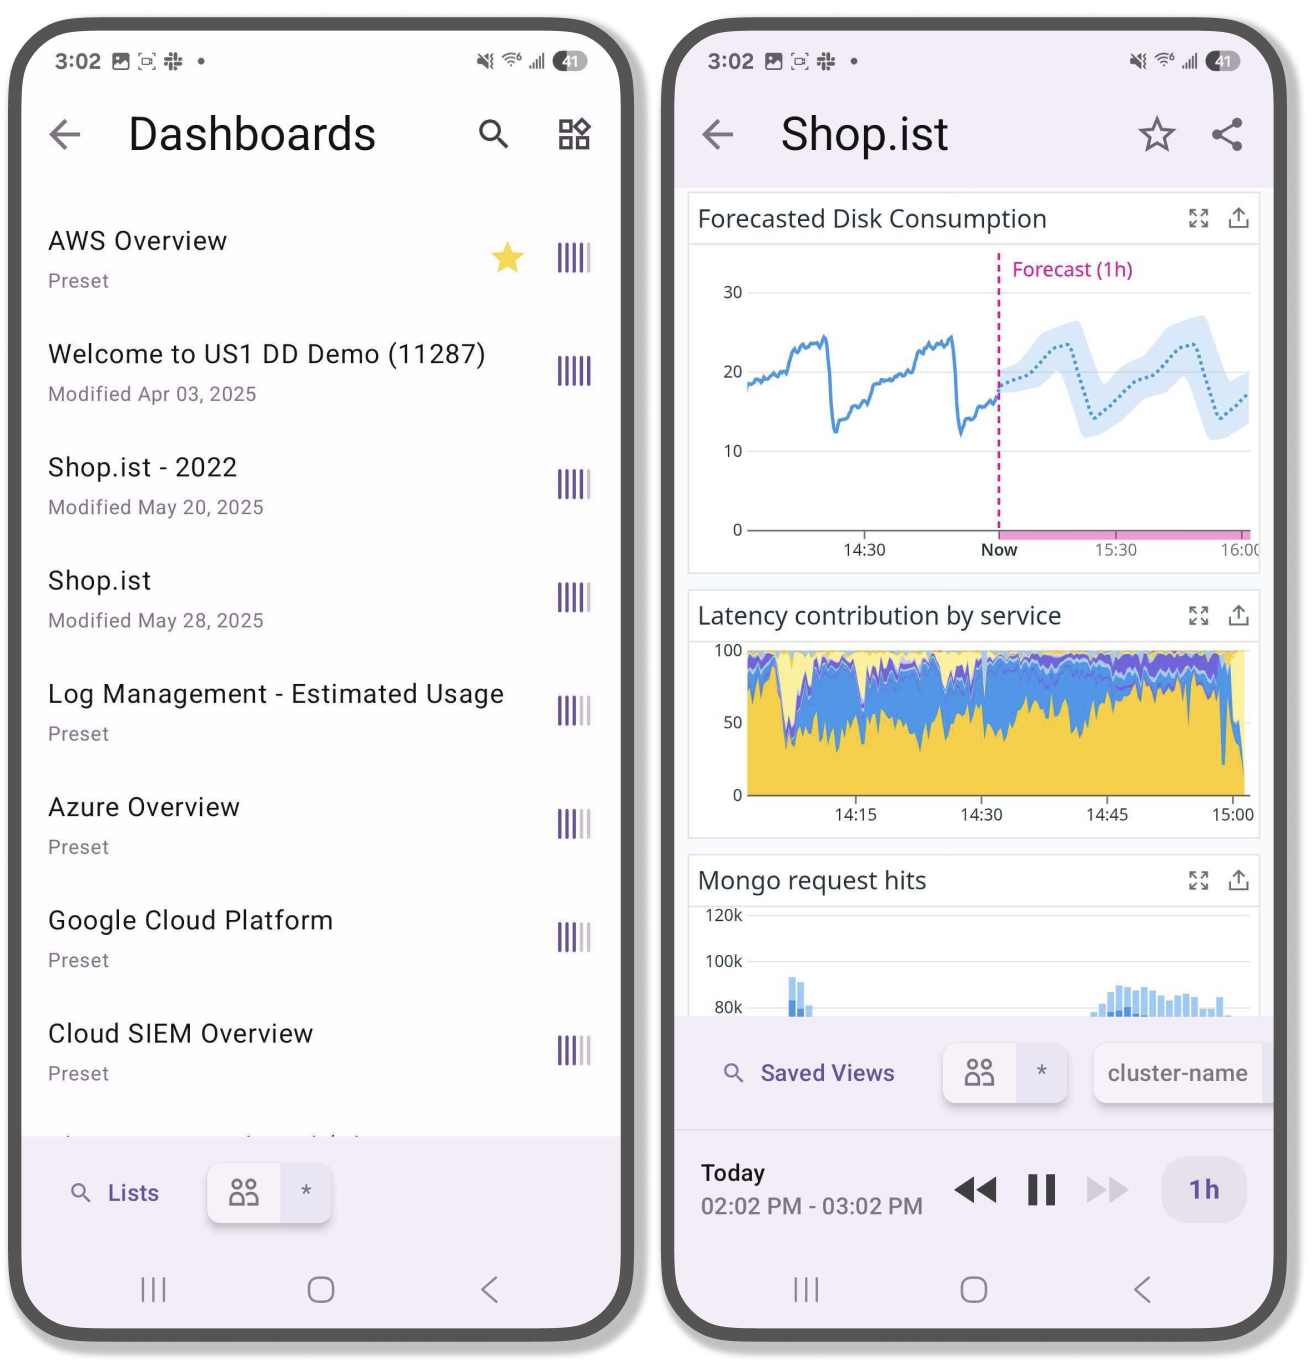 3:02
41
Dashboards
AWS Overview
Preset
Welcome to US1 DD Demo (11287)
Modified Apr 03, 2025
Shop.ist - 2022
Modified May 20, 2025
Shop.ist
Modified May 28, 2025
Log Management - Estimated Usage
Preset
Azure Overview
Preset
Google Cloud Platform
Preset
Cloud SIEM Overview
Preset
Lists
*
3:02
41
Shop.ist
Forecasted Disk Consumption
Forecast (1h)
30
20
10
0
14:30 Now 15:30 16:00
Latency contribution by service
100
50
0
14:15 14:30 14:45 15:00
Mongo request hits
120k
100k
80k
Saved Views * cluster-name
Today
02:02 PM - 03:02 PM
1h